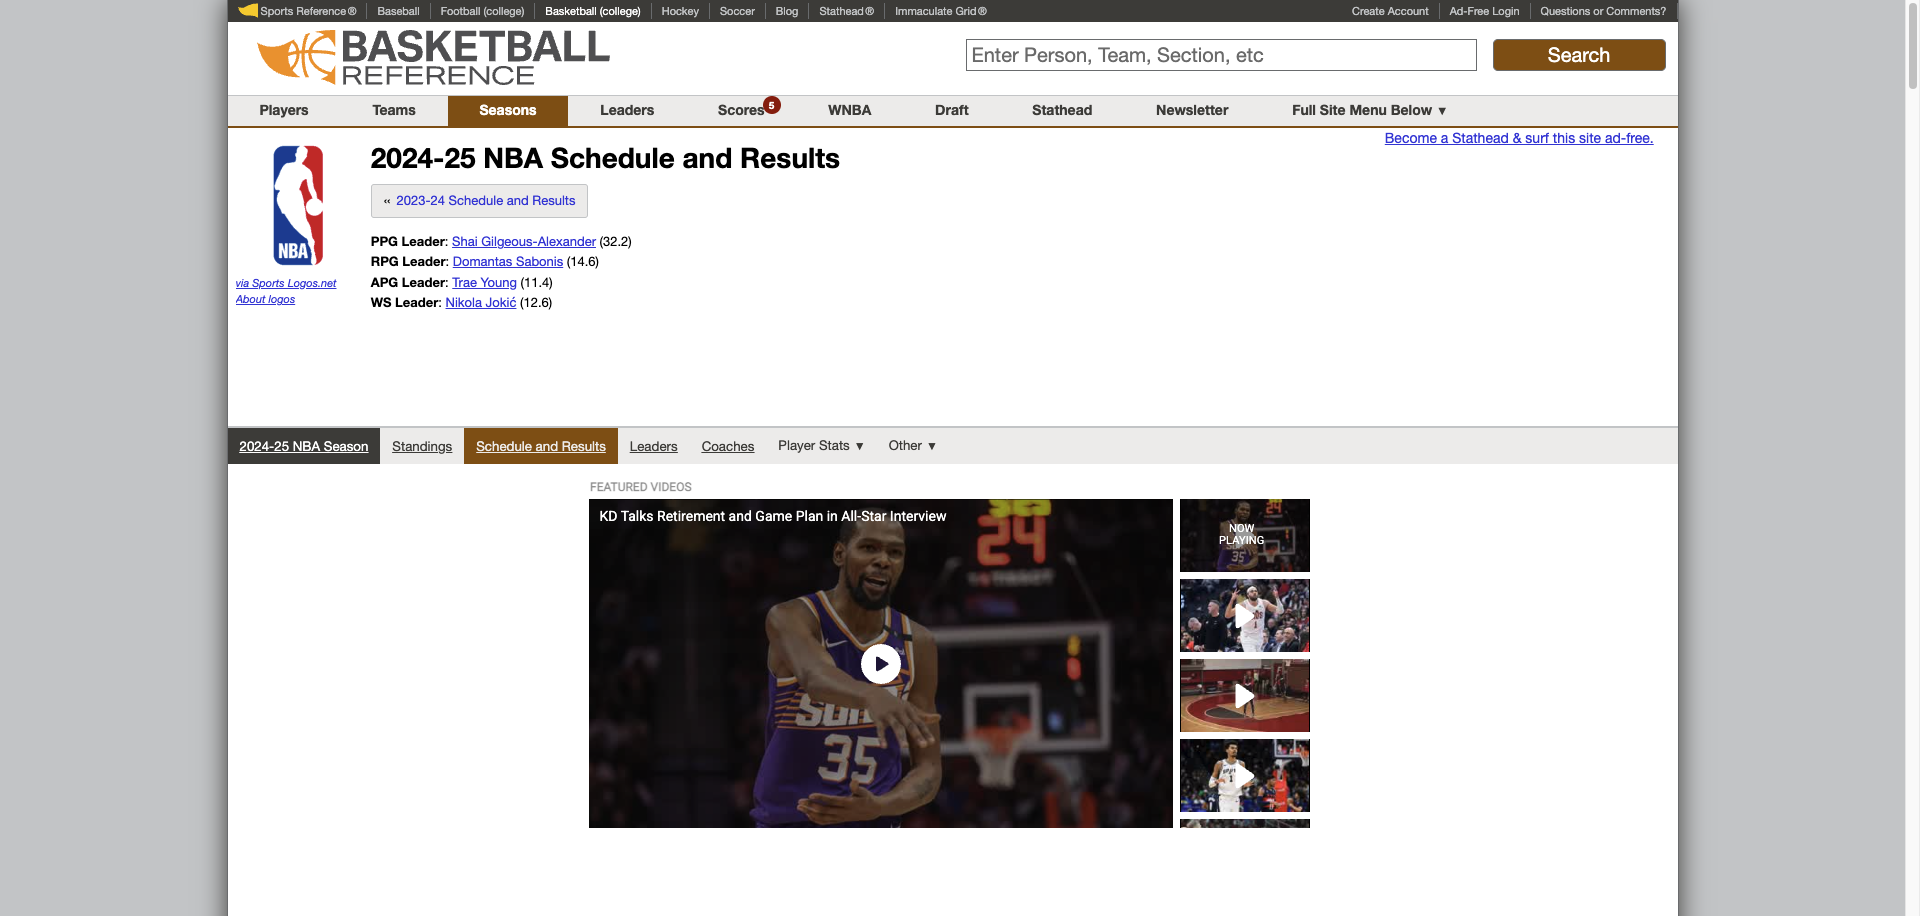 Sports Reference ®
Baseball
Football (college)
Basketball (college)
Hockey
Soccer
Blog
Stathead ®
Immaculate Grid ®
Create Account
Ad-Free Login
Questions or Comments?
BASKETBALL
REFERENCE
Enter Person, Team, Section, etc
Search
Players
Teams
Seasons
Leaders
Scores
5
WNBA
Draft
Stathead
Newsletter
Full Site Menu Below ▼
Become a Stathead & surf this site ad-free.
NBA
via Sports Logos.net
About logos
2024-25 NBA Schedule and Results
« 2023-24 Schedule and Results
PPG Leader: Shai Gilgeous-Alexander (32.2)
RPG Leader: Domantas Sabonis (14.6)
APG Leader: Trae Young (11.4)
WS Leader: Nikola Jokić (12.6)
2024-25 NBA Season
Standings
Schedule and Results
Leaders
Coaches
Player Stats ▼
Other ▼
FEATURED VIDEOS
KD Talks Retirement and Game Plan in All-Star Interview
24
35
NOW
PLAYING
24
35
1
1